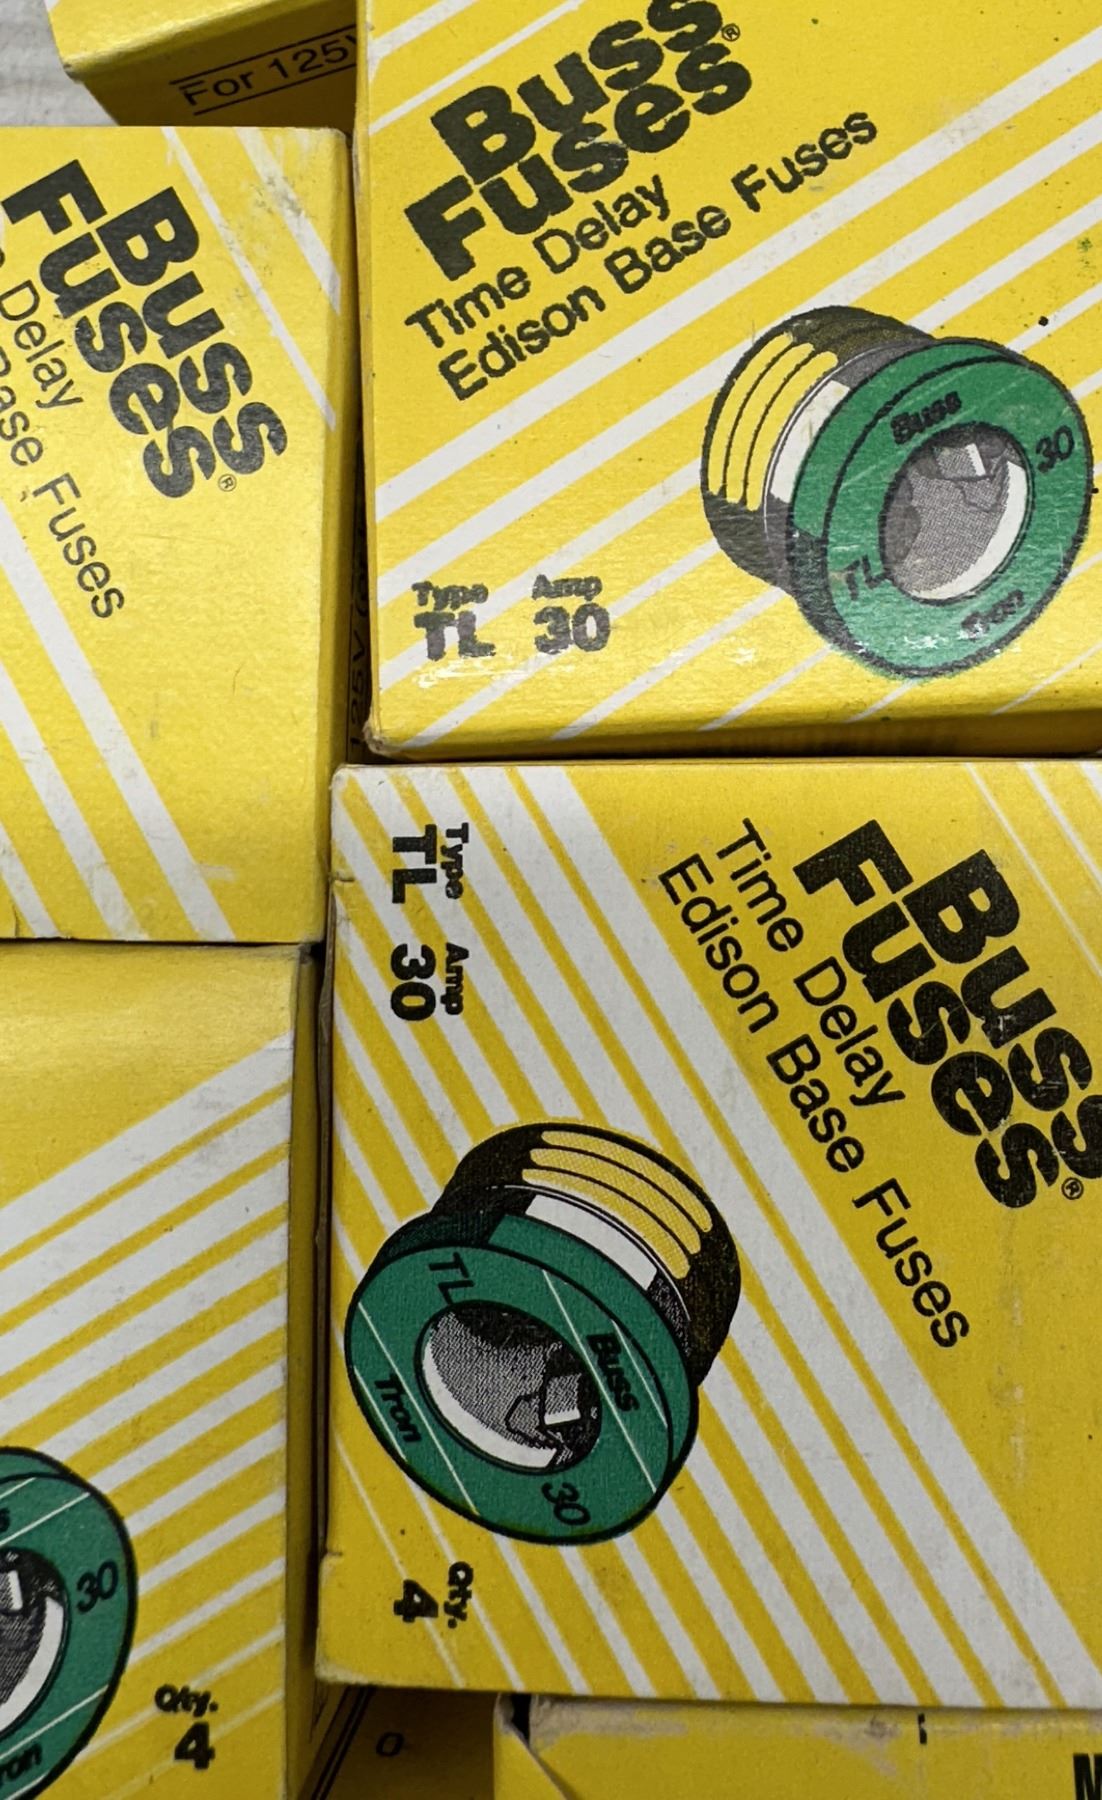 For 125V
Buss
Fuses®
Time Delay
Edison Base Fuses
Buss
30
TL
Tron
Type Amp
TL 30
Buss
Fuses®
Delay
Base Fuses
125V
Buss
Fuses®
Time Delay
Edison Base Fuses
Type Amp
TL 30
TL
Buss
Tron
30
Qty.
4
30
Qty.
4